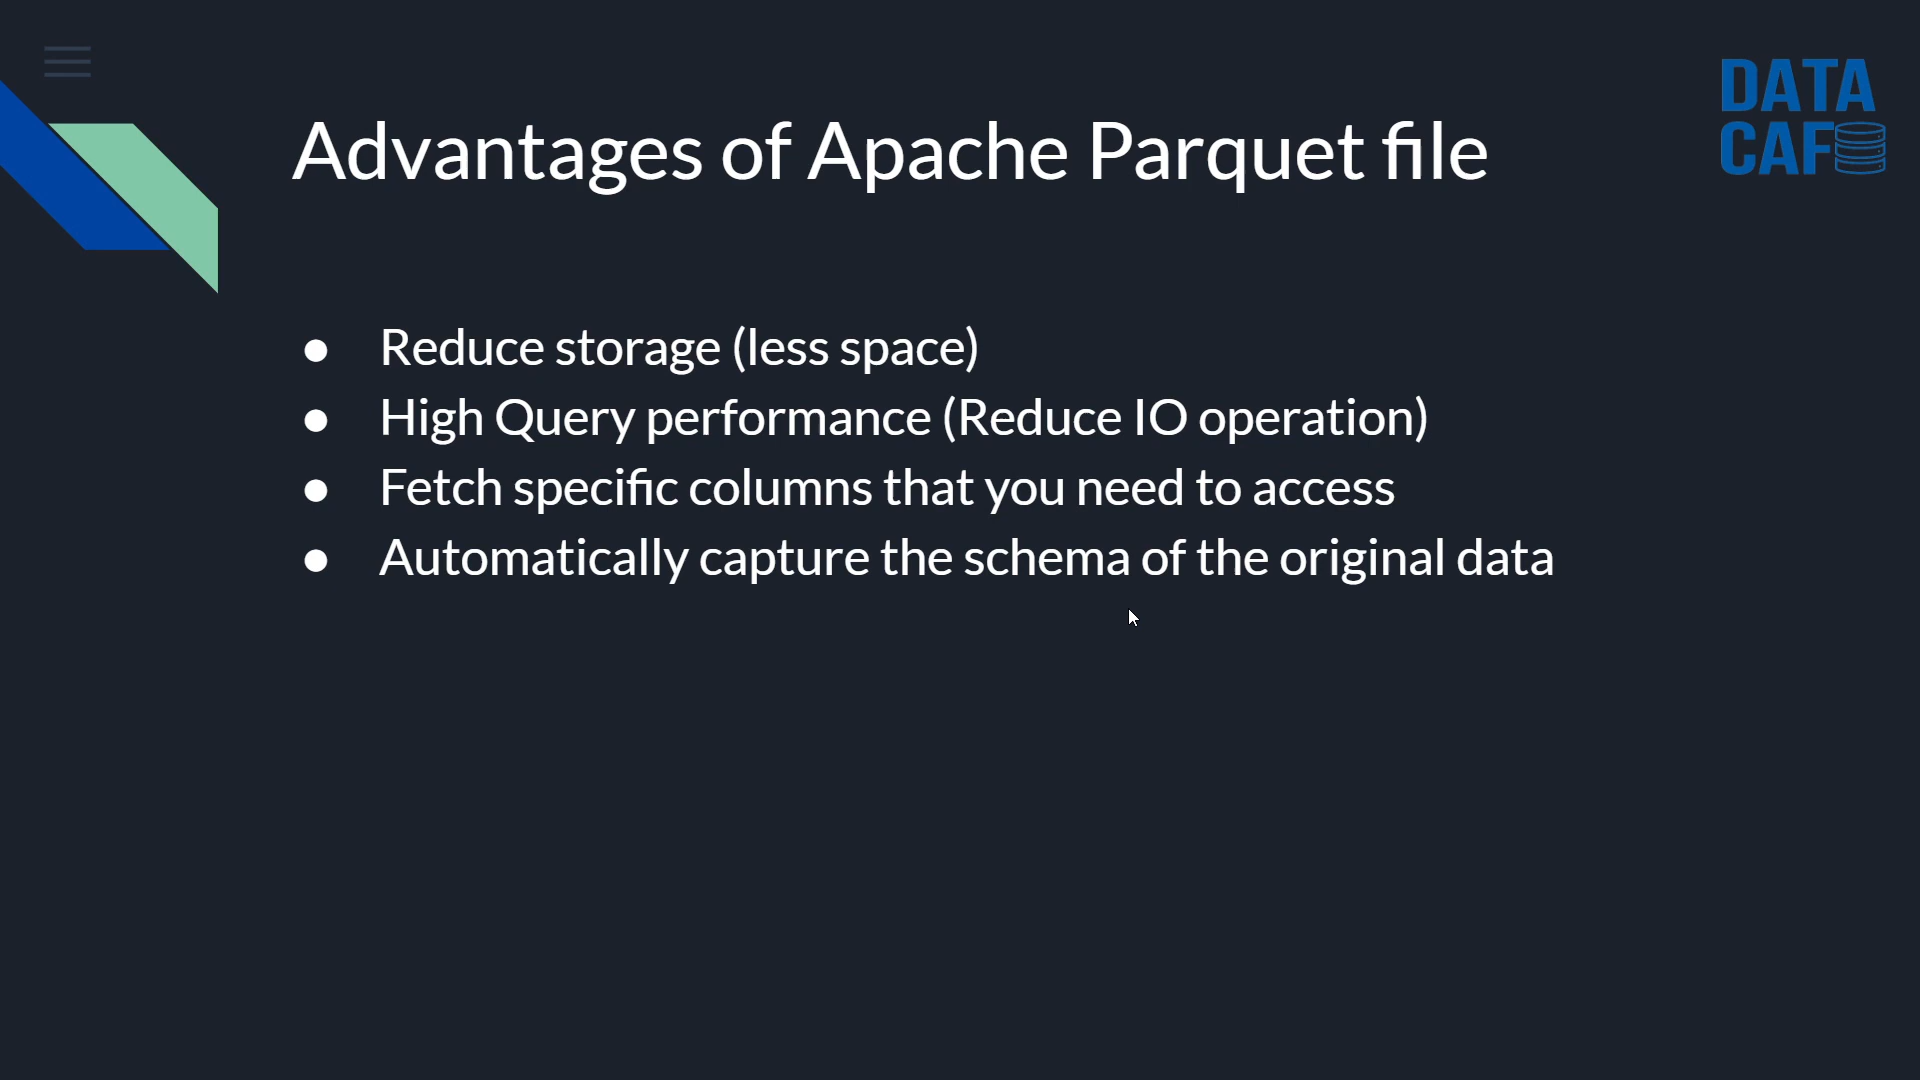 DATA
CAF
Advantages of Apache Parquet file
● Reduce storage (less space)
● High Query performance (Reduce IO operation)
● Fetch specific columns that you need to access
● Automatically capture the schema of the original data